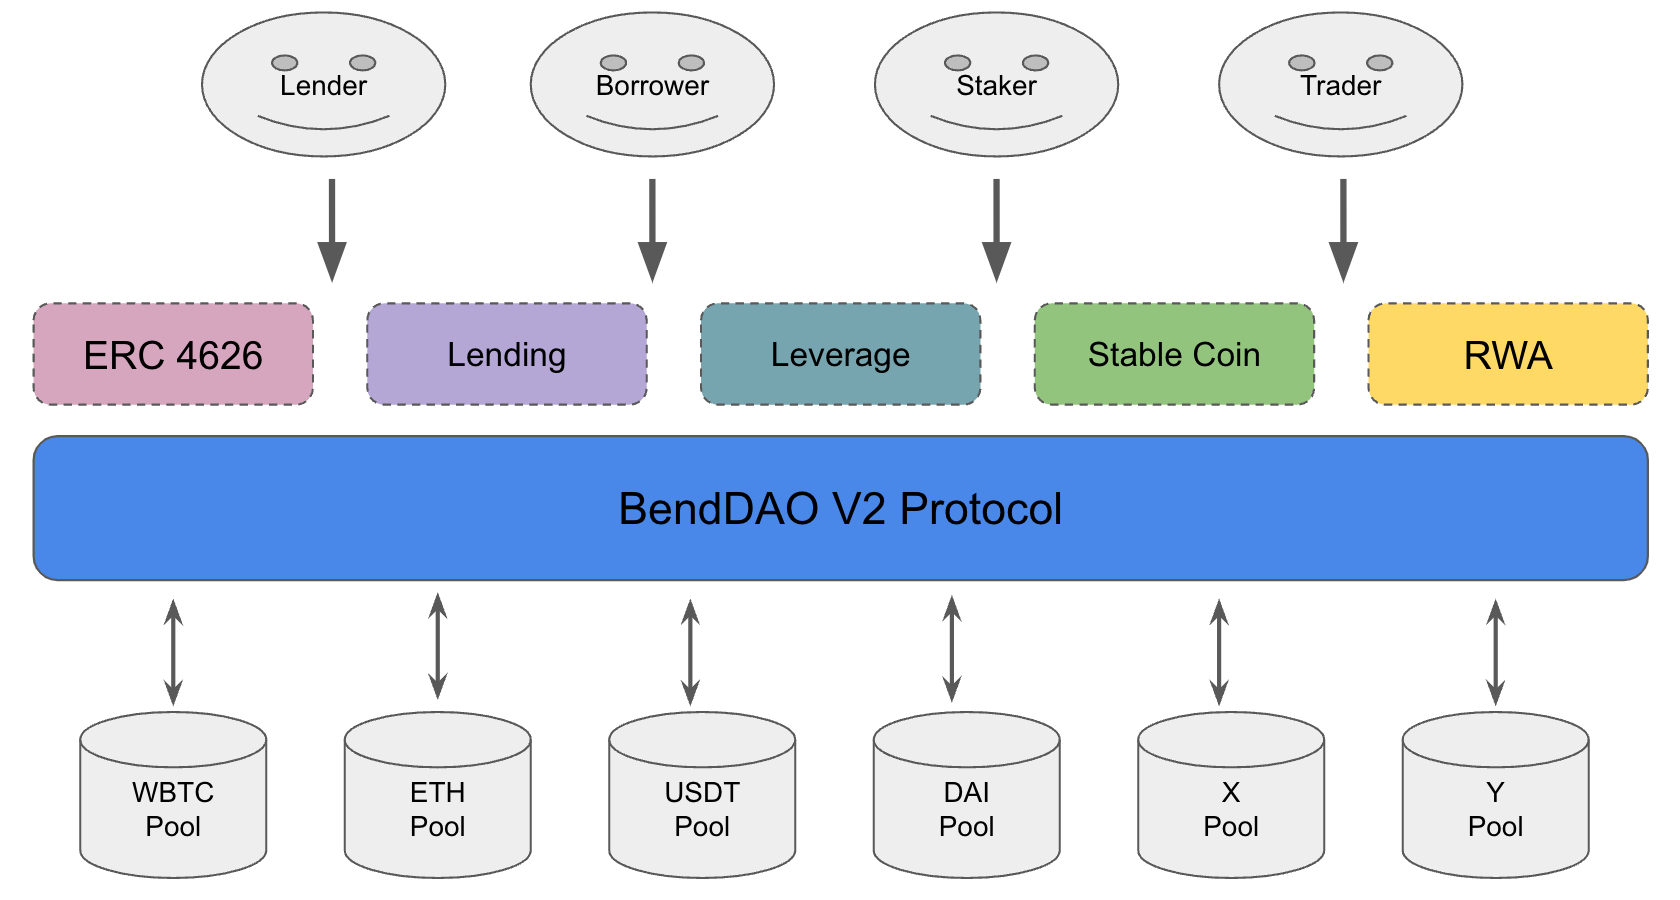 Lender
Borrower
Staker
Trader
ERC 4626
Lending
Leverage
Stable Coin
RWA
BendDAO V2 Protocol
WBTC
Pool
ETH
Pool
USDT
Pool
DAI
Pool
X
Pool
Y
Pool